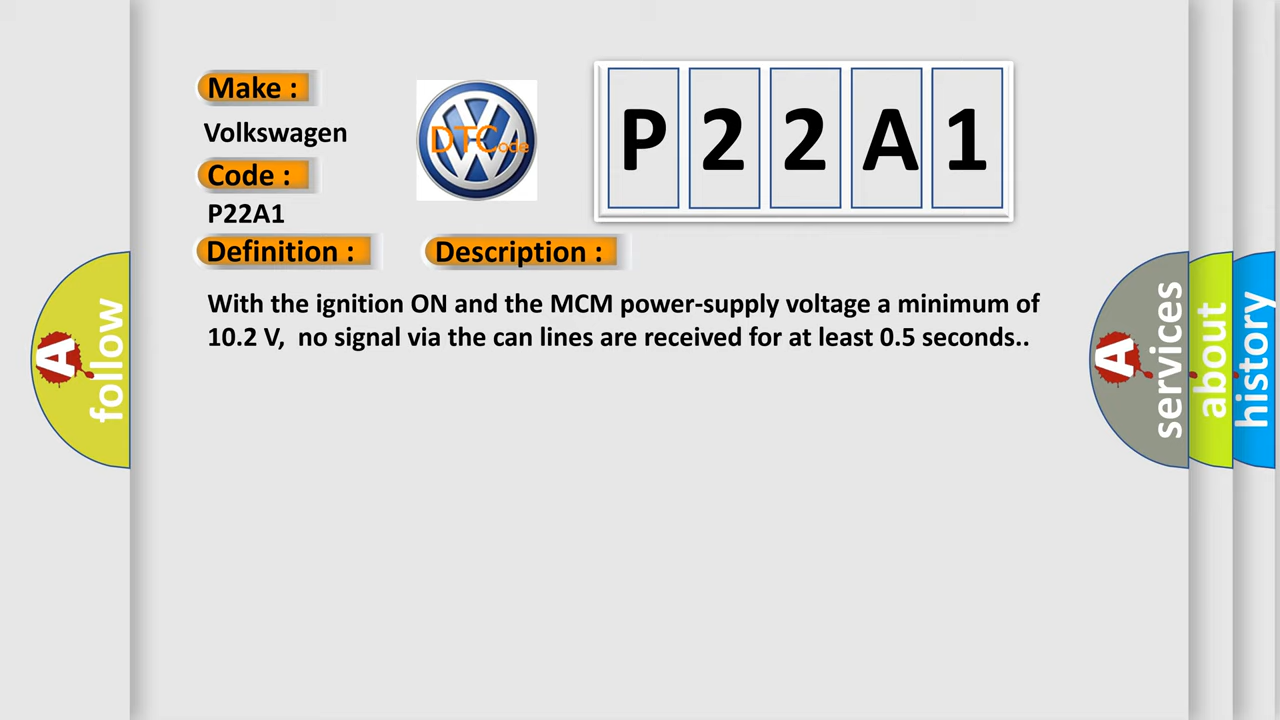 Make :
Volkswagen
Code :
P22A1
Definition :
Description :
With the ignition ON and the MCM power-supply voltage a minimum of
10.2 V,  no signal via the can lines are received for at least 0.5 seconds..
DTCode
P 2 2 A 1
A follow
A services
about
history